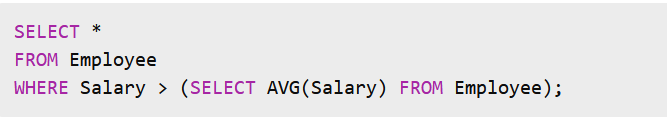 SELECT *
FROM Employee
WHERE Salary > (SELECT AVG(Salary) FROM Employee);